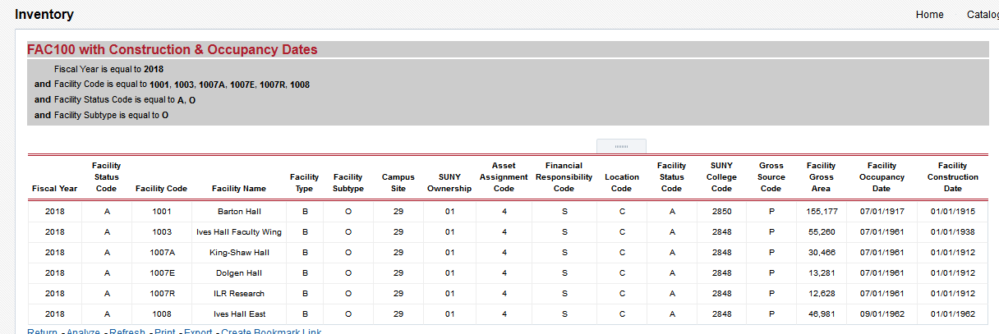 Inventory
Home Catalog
FAC100 with Construction & Occupancy Dates
Fiscal Year is equal to 2018
and Facility Code is equal to 1001, 1003, 1007A, 1007E, 1007R, 1008
and Facility Status Code is equal to A, O
and Facility Subtype is equal to O
Fiscal Year Facility Status Code Facility Code Facility Name Facility Type Facility Subtype Campus Site SUNY Ownership Asset Assignment Code Financial Responsibility Code Location Code Facility Status Code SUNY College Code Gross Source Code Facility Gross Area Facility Occupancy Date Facility Construction Date
2018 A 1001 Barton Hall B O 29 01 4 S C A 2850 P 155,177 07/01/1917 01/01/1915
2018 A 1003 Ives Hall Faculty Wing B O 29 01 4 S C A 2848 P 55,260 07/01/1961 01/01/1938
2018 A 1007A King-Shaw Hall B O 29 01 4 S C A 2848 P 30,466 07/01/1961 01/01/1912
2018 A 1007E Dolgen Hall B O 29 01 4 S C A 2848 P 13,281 07/01/1961 01/01/1912
2018 A 1007R ILR Research B O 29 01 4 S C A 2848 P 12,628 07/01/1961 01/01/1912
2018 A 1008 Ives Hall East B O 29 01 4 S C A 2848 P 46,981 09/01/1962 01/01/1962
Return - Analyze - Refresh - Print - Export - Create Bookmark Link